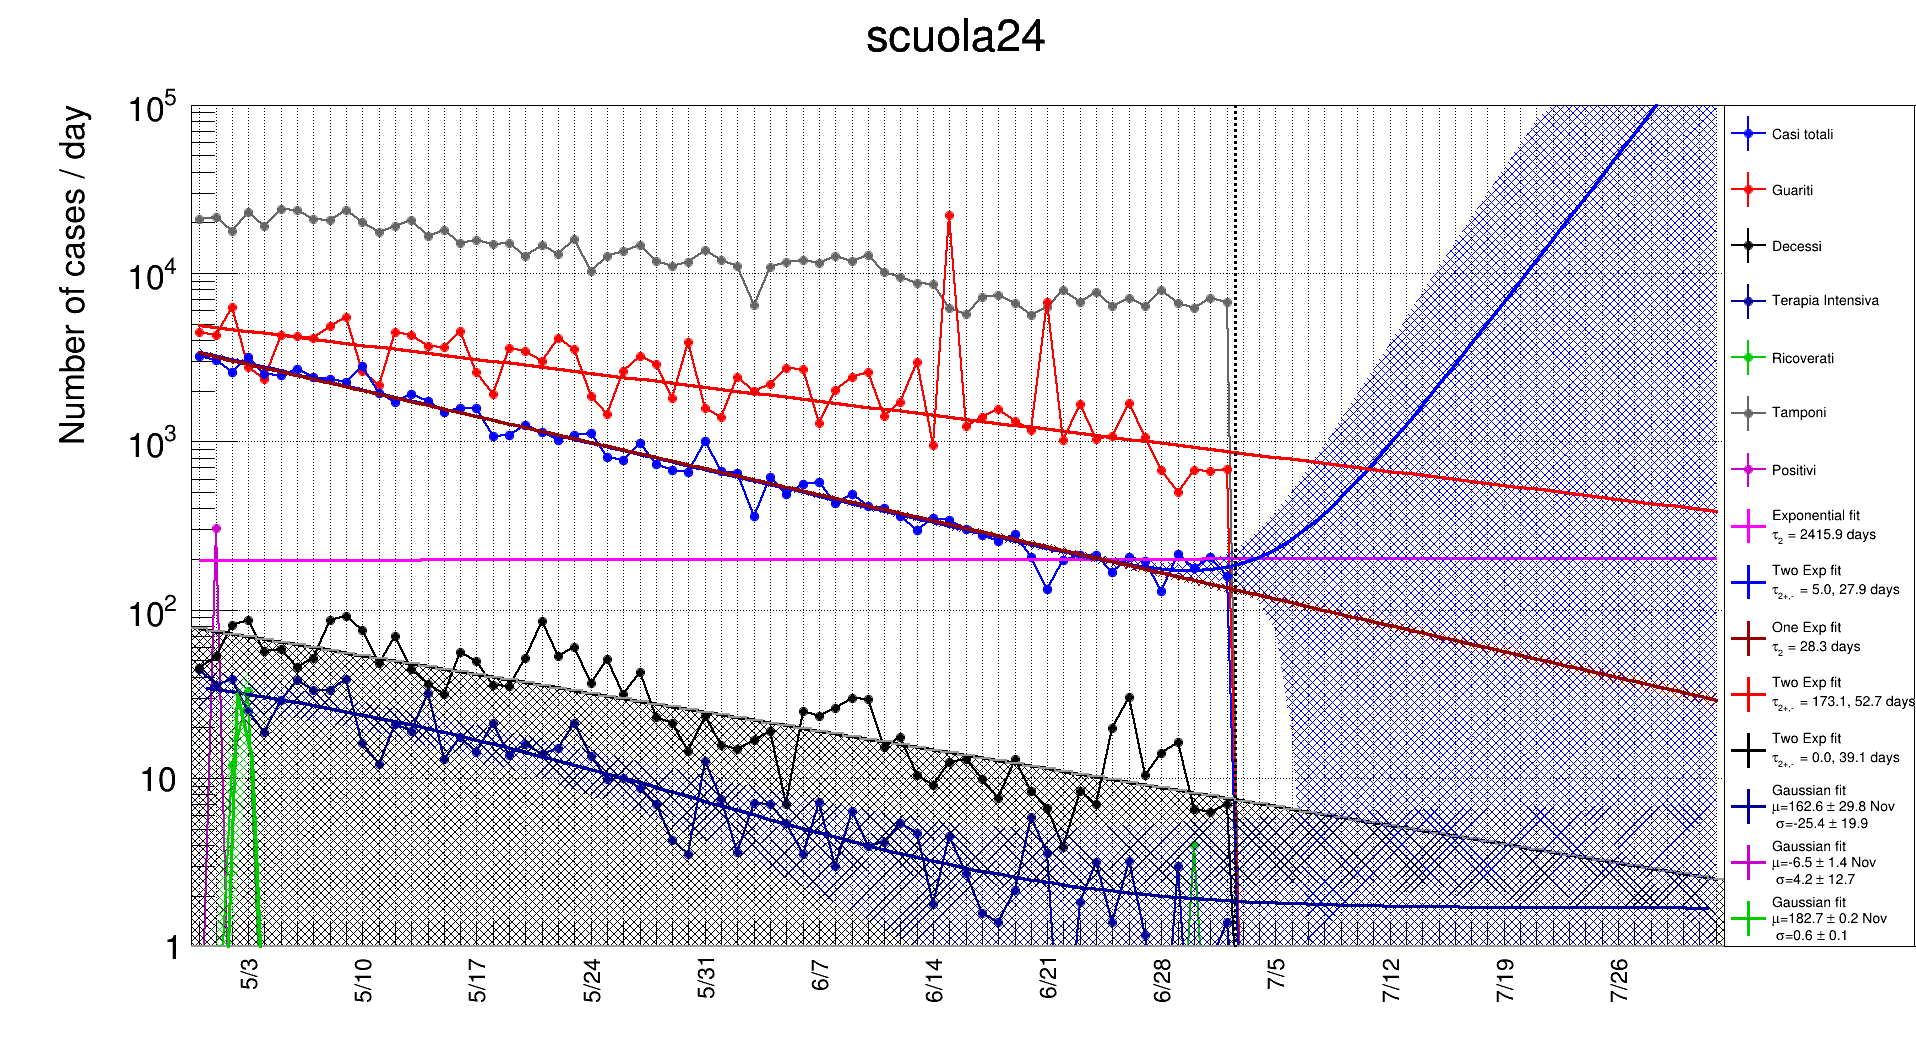 scuola24
Number of cases / day
10^5
10^4
10^3
10^2
10
1
5/3
5/10
5/17
5/24
5/31
6/7
6/14
6/21
6/28
7/5
7/12
7/19
7/26
Casi totali
Guariti
Decessi
Terapia Intensiva
Ricoverati
Tamponi
Positivi
Exponential fit
τ₂ = 2415.9 days
Two Exp fit
τ₂₊,₋ = 5.0, 27.9 days
One Exp fit
τ₂ = 28.3 days
Two Exp fit
τ₂₊,₋ = 173.1, 52.7 days
Two Exp fit
τ₂₊,₋ = 0.0, 39.1 days
Gaussian fit
μ=162.6 ± 29.8 Nov
σ=-25.4 ± 19.9
Gaussian fit
μ=-6.5 ± 1.4 Nov
σ=4.2 ± 12.7
Gaussian fit
μ=182.7 ± 0.2 Nov
σ=0.6 ± 0.1